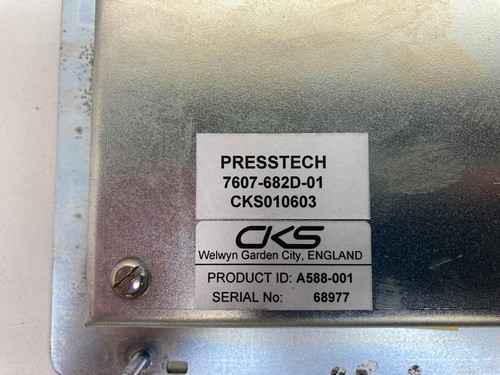 PRESSTECH
7607-682D-01
CKS010603
CKS
Welwyn Garden City, ENGLAND
PRODUCT ID: A588-001
SERIAL No: 68977